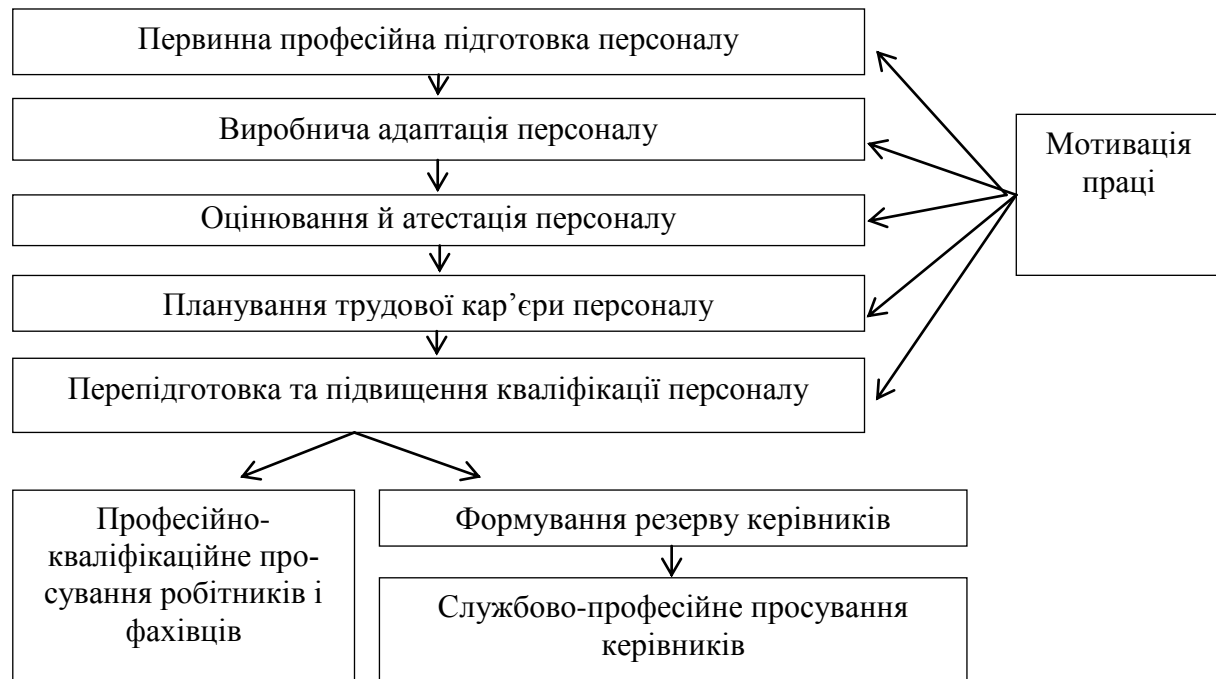 Первинна професійна підготовка персоналу
Виробнича адаптація персоналу
Мотивація
праці
Оцінювання й атестація персоналу
Планування трудової кар’єри персоналу
Перепідготовка та підвищення кваліфікації персоналу
Професійно-
кваліфікаційне про-
сування робітників і
фахівців
Формування резерву керівників
Службово-професійне просування
керівників